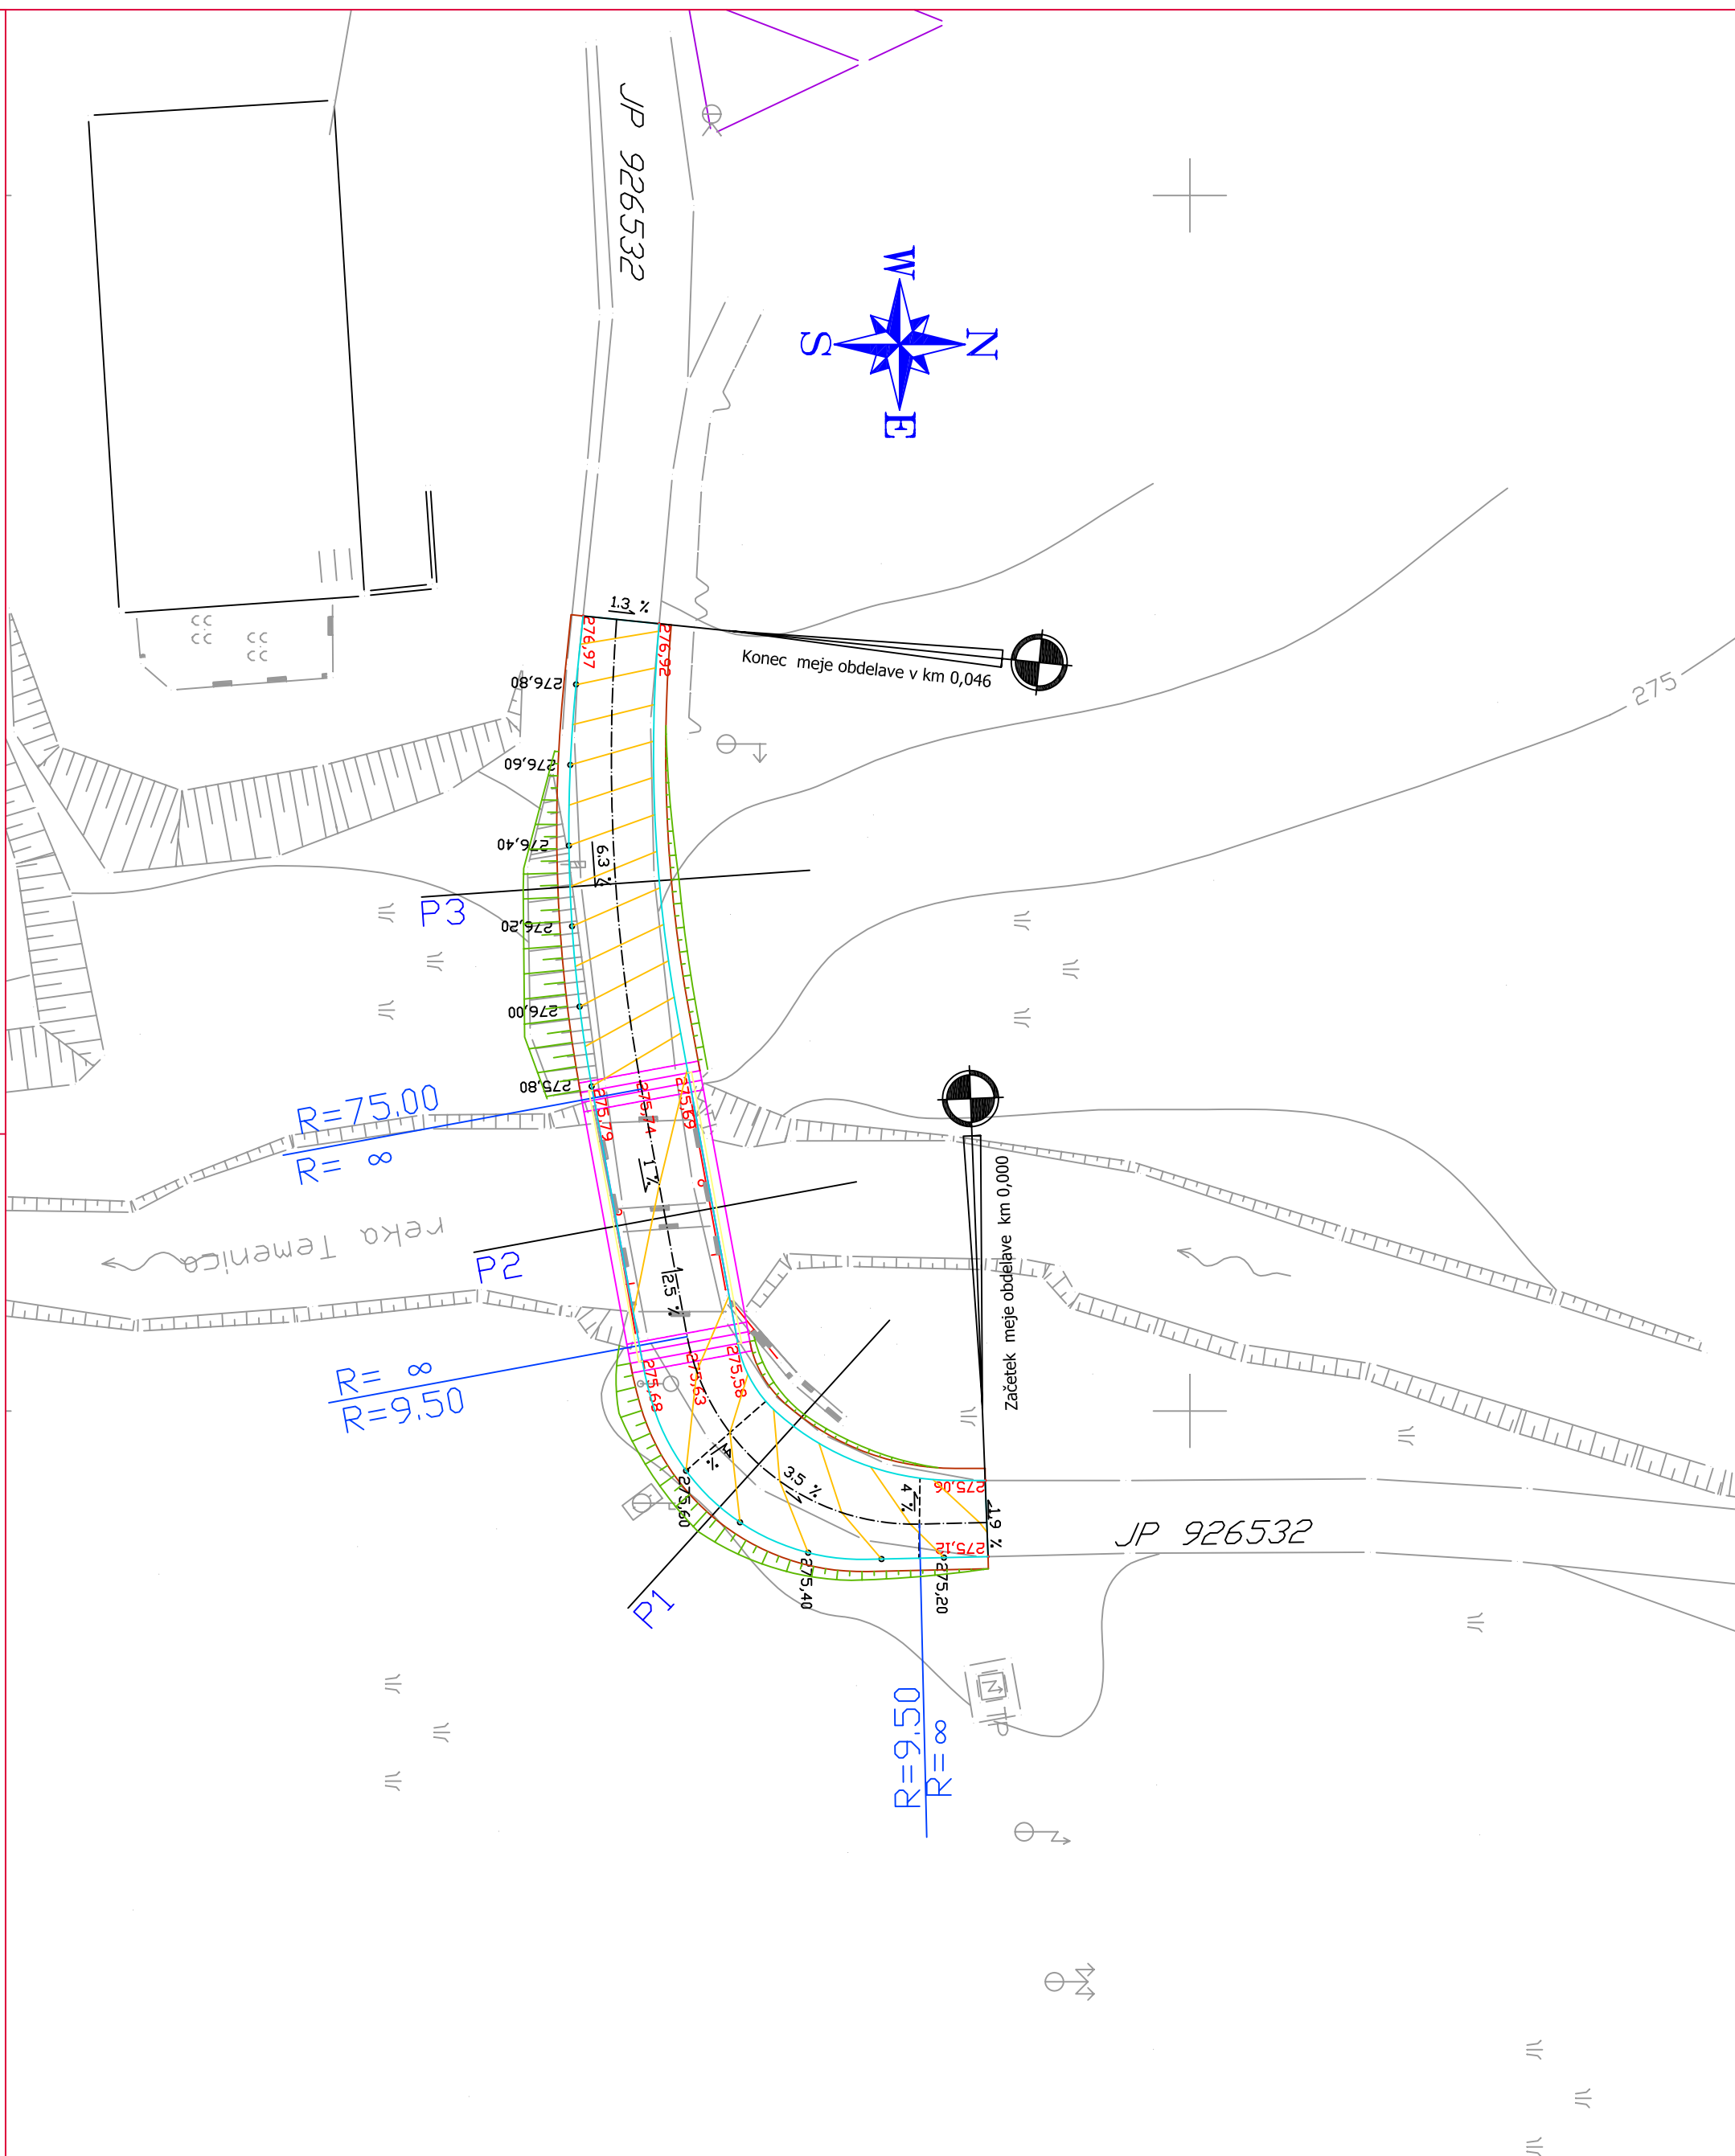 JP 926532
W
N
S
E
1.3 %
276,97
276,92
Konec meje obdelave v km 0,046
275
276,80
276,60
276,40
6.3 %
P3
276,20
276,00
275,80
R=75.00
R= ∞
275,79
275,74
275,69
1 %
reka Temenica
P2
2.5 %
Začetek meje obdelave km 0,000
R= ∞
R=9.50
275,68
275,63
275,58
4 %
3.5 %
275,60
4 %
275,06
1,9 %
275,12
JP 926532
275,40
275,20
P1
TP
R=9.50
R=∞